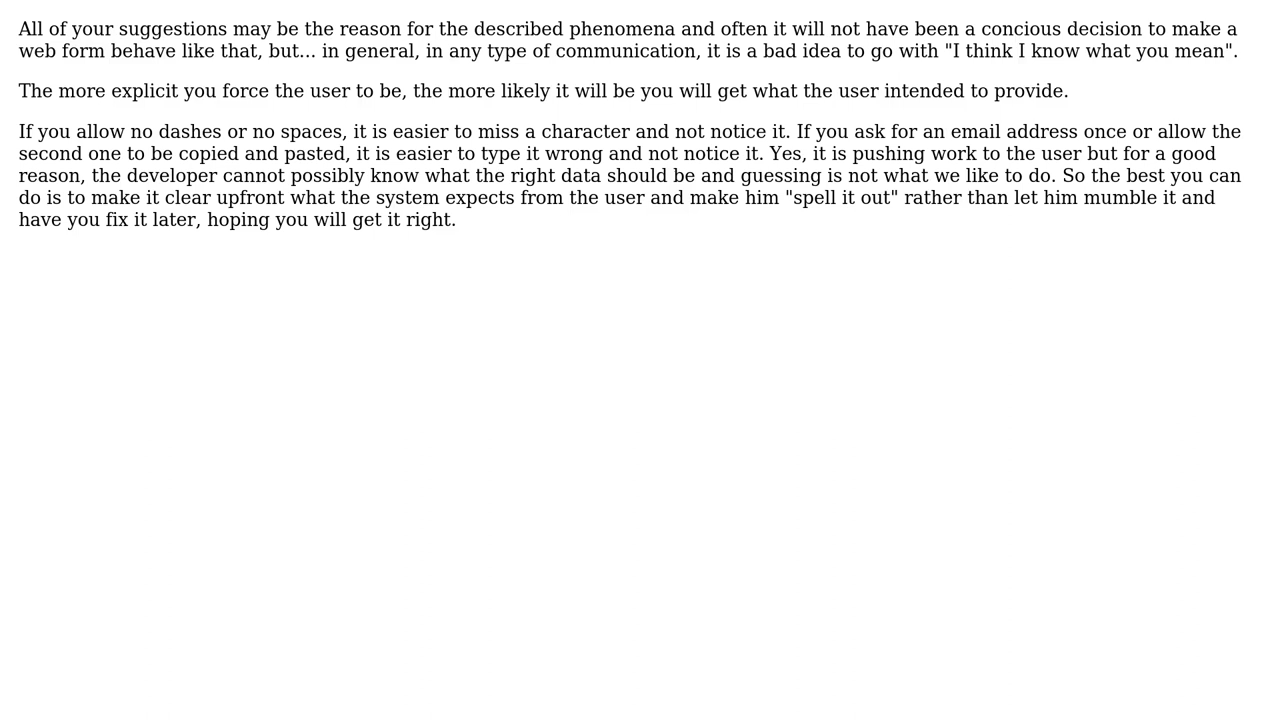 All of your suggestions may be the reason for the described phenomena and often it will not have been a concious decision to make a
web form behave like that, but... in general, in any type of communication, it is a bad idea to go with "I think I know what you mean".
The more explicit you force the user to be, the more likely it will be you will get what the user intended to provide.
If you allow no dashes or no spaces, it is easier to miss a character and not notice it. If you ask for an email address once or allow the
second one to be copied and pasted, it is easier to type it wrong and not notice it. Yes, it is pushing work to the user but for a good
reason, the developer cannot possibly know what the right data should be and guessing is not what we like to do. So the best you can
do is to make it clear upfront what the system expects from the user and make him "spell it out" rather than let him mumble it and
have you fix it later, hoping you will get it right.